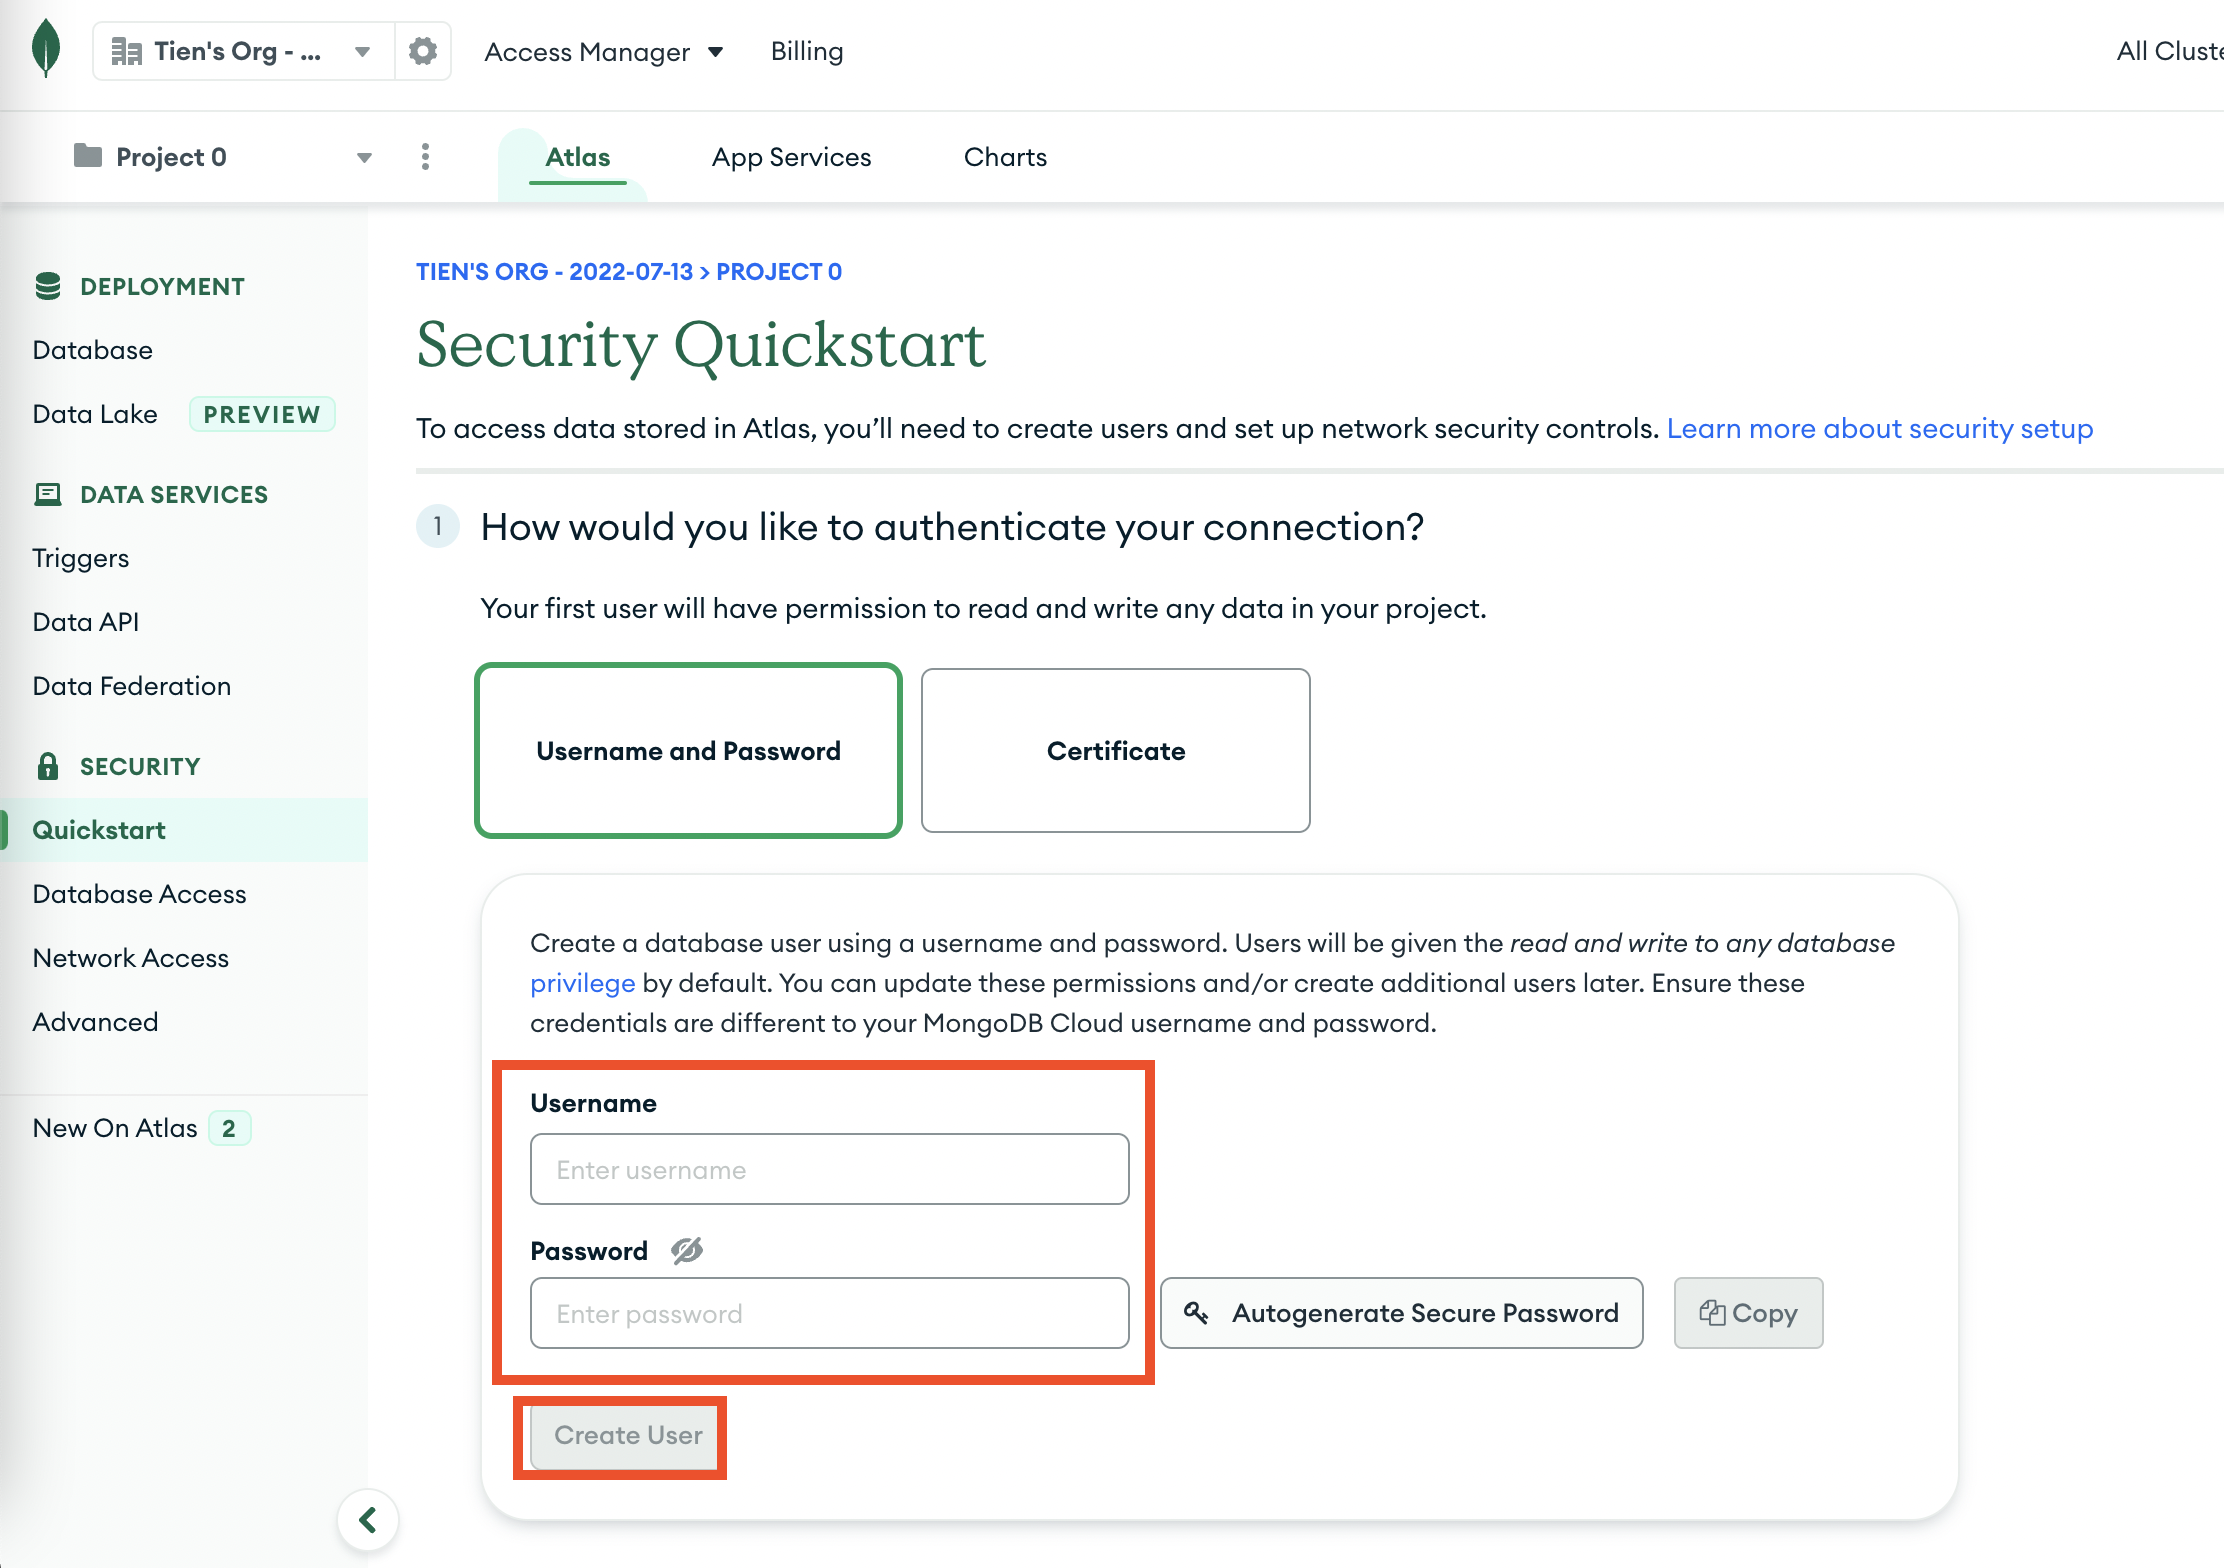 Tien's Org - ...
Access Manager
Billing
All Cluste
Project 0
Atlas
App Services
Charts
DEPLOYMENT
Database
Data Lake PREVIEW
DATA SERVICES
Triggers
Data API
Data Federation
SECURITY
Quickstart
Database Access
Network Access
Advanced
New On Atlas 2
TIEN'S ORG - 2022-07-13 > PROJECT 0
Security Quickstart
To access data stored in Atlas, you’ll need to create users and set up network security controls. Learn more about security setup
1 How would you like to authenticate your connection?
Your first user will have permission to read and write any data in your project.
Username and Password
Certificate
Create a database user using a username and password. Users will be given the read and write to any database
privilege by default. You can update these permissions and/or create additional users later. Ensure these
credentials are different to your MongoDB Cloud username and password.
Username
Enter username
Password
Enter password
Autogenerate Secure Password
Copy
Create User